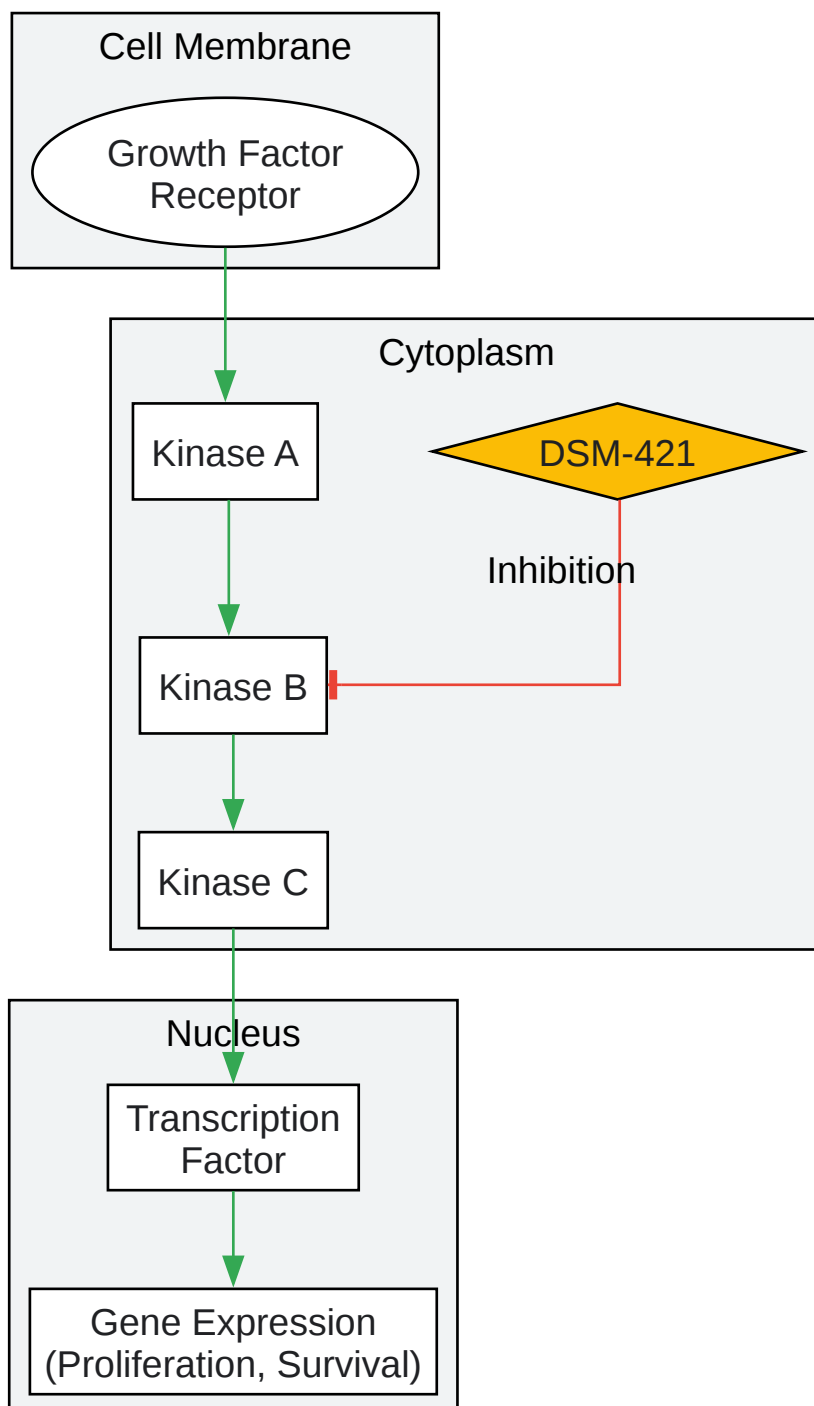 Cell Membrane
Growth Factor
Receptor
Cytoplasm
Kinase A
DSM-421
Inhibition
Kinase B
Kinase C
Nucleus
Transcription
Factor
Gene Expression
(Proliferation, Survival)